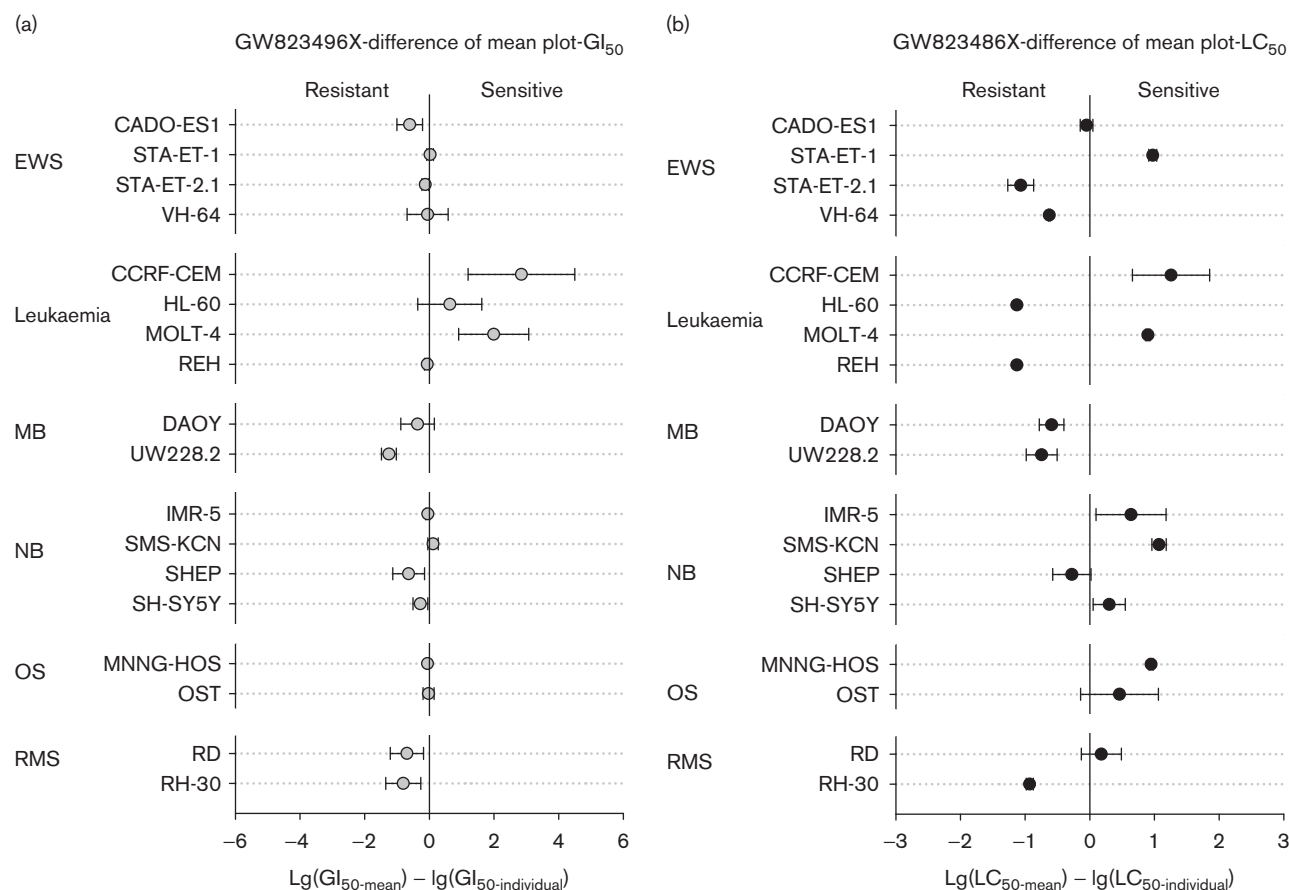 (a)
GW823496X-difference of mean plot-GI50
Resistant
Sensitive
EWS
CADO-ES1
STA-ET-1
STA-ET-2.1
VH-64
Leukaemia
CCRF-CEM
HL-60
MOLT-4
REH
MB
DAOY
UW228.2
NB
IMR-5
SMS-KCN
SHEP
SH-SY5Y
OS
MNNG-HOS
OST
RMS
RD
RH-30
−6 −4 −2 0 2 4 6
Lg(GI50-mean) – lg(GI50-individual)
(b)
GW823486X-difference of mean plot-LC50
Resistant
Sensitive
EWS
CADO-ES1
STA-ET-1
STA-ET-2.1
VH-64
Leukaemia
CCRF-CEM
HL-60
MOLT-4
REH
MB
DAOY
UW228.2
NB
IMR-5
SMS-KCN
SHEP
SH-SY5Y
OS
MNNG-HOS
OST
RMS
RD
RH-30
−3 −2 −1 0 1 2 3
Lg(LC50-mean) – lg(LC50-individual)